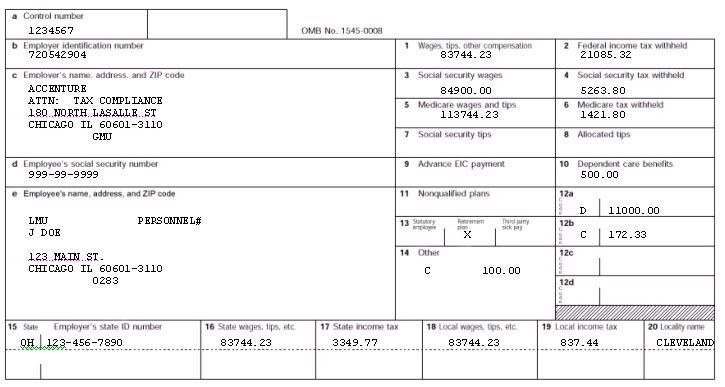 a Control number
1234567
OMB No. 1545-0008
b Employer identification number
720542904
1 Wages, tips, other compensation
83744.23
2 Federal income tax withheld
21085.32
c Employer's name, address, and ZIP code
ACCENTURE
ATTN: TAX COMPLIANCE
180 NORTH LASALLE ST
CHICAGO IL 60601-3110
GMU
3 Social security wages
84900.00
4 Social security tax withheld
5263.80
5 Medicare wages and tips
113744.23
6 Medicare tax withheld
1421.80
7 Social security tips
8 Allocated tips
d Employee's social security number
999-99-9999
9 Advance EIC payment
10 Dependent care benefits
500.00
e Employee's name, address, and ZIP code
LMU PERSONNEL#
J DOE
123 MAIN ST.
CHICAGO IL 60601-3110
0283
11 Nonqualified plans
12a
D 11000.00
13 Statutory employee Retirement plan Third-party sick pay
X
12b
C 172.33
14 Other
C 100.00
12c
12d
15 State Employer's state ID number
OH 123-456-7890
16 State wages, tips, etc.
83744.23
17 State income tax
3349.77
18 Local wages, tips, etc.
83744.23
19 Local income tax
837.44
20 Locality name
CLEVELAND